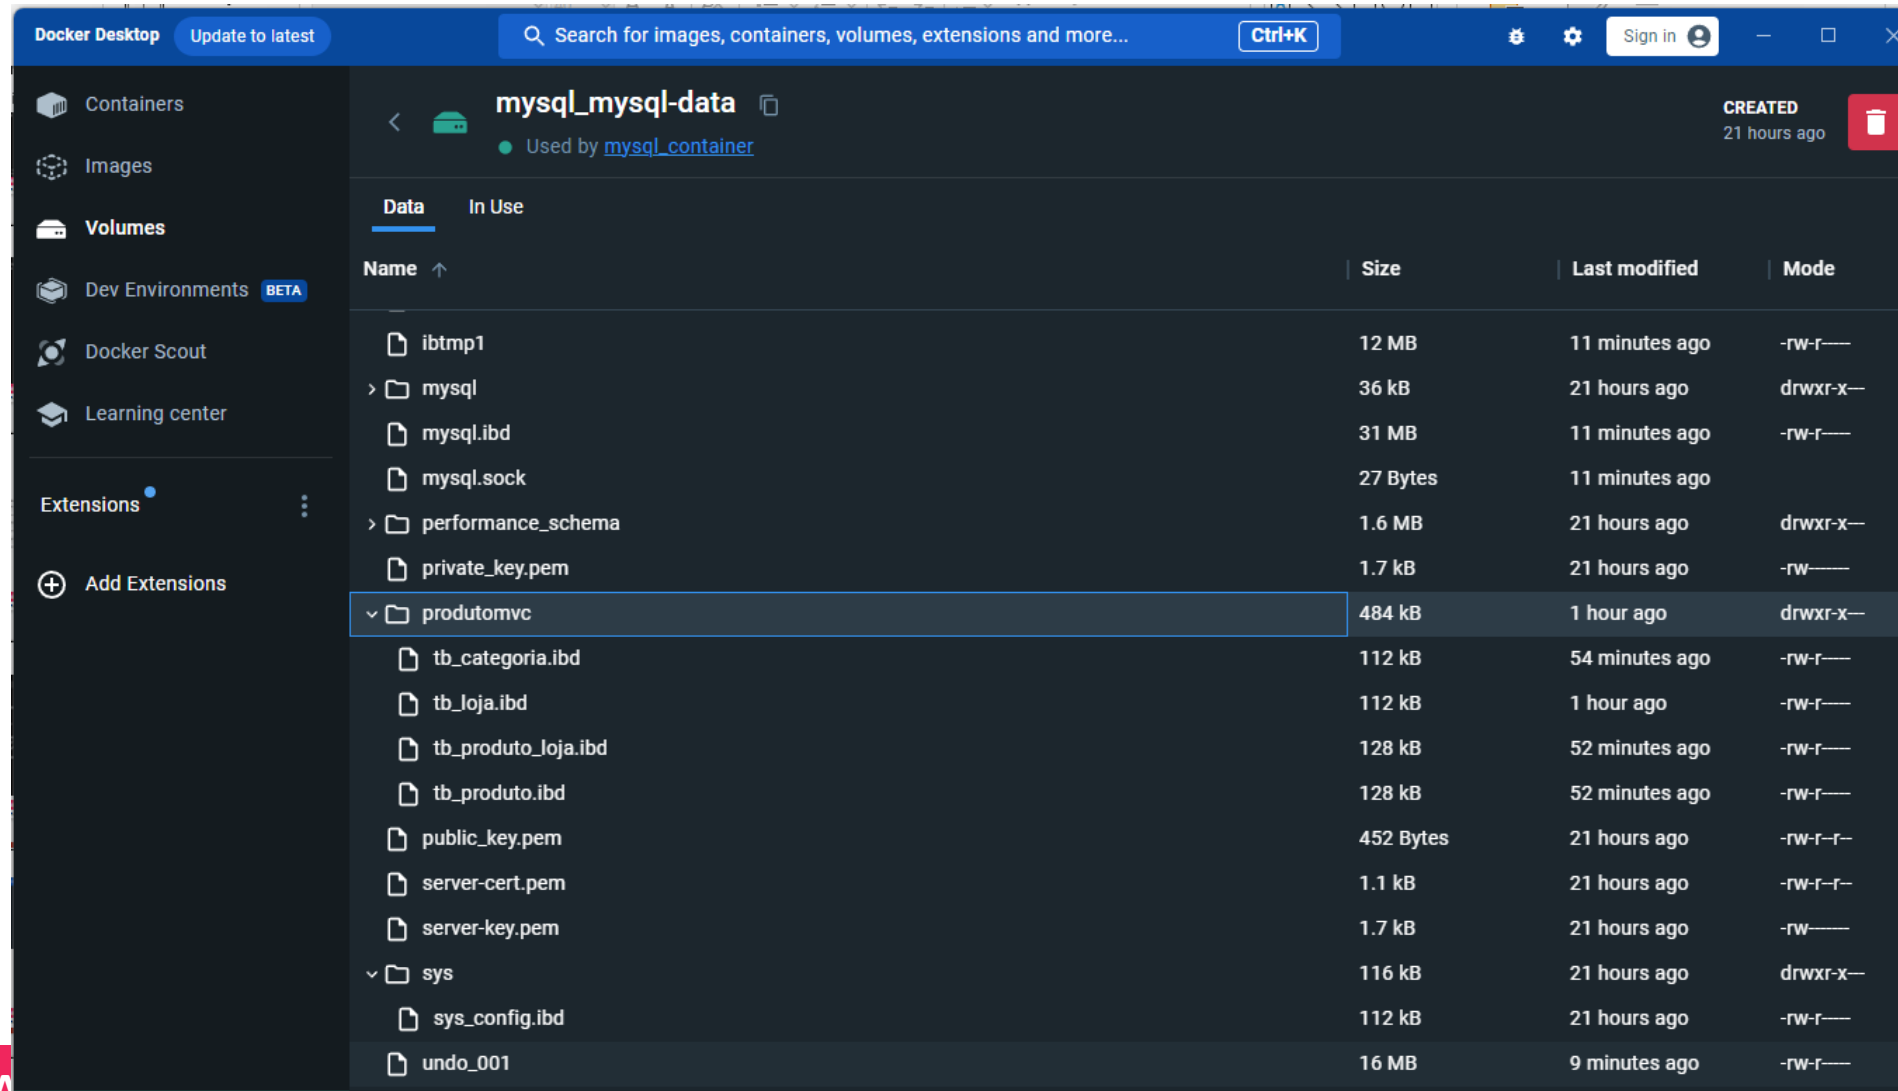 Docker Desktop Update to latest Search for images, containers, volumes, extensions and more... Ctrl+K Sign in
Containers
Images
Volumes
Dev Environments BETA
Docker Scout
Learning center
Extensions
Add Extensions
mysql_mysql-data
Used by mysql_container
CREATED
21 hours ago
Data In Use
Name Size Last modified Mode
ibtmp1 12 MB 11 minutes ago -rw-r-----
mysql 36 kB 21 hours ago drwxr-x---
mysql.ibd 31 MB 11 minutes ago -rw-r-----
mysql.sock 27 Bytes 11 minutes ago
performance_schema 1.6 MB 21 hours ago drwxr-x---
private_key.pem 1.7 kB 21 hours ago -rw-------
produtomvc 484 kB 1 hour ago drwxr-x---
tb_categoria.ibd 112 kB 54 minutes ago -rw-r-----
tb_loja.ibd 112 kB 1 hour ago -rw-r-----
tb_produto_loja.ibd 128 kB 52 minutes ago -rw-r-----
tb_produto.ibd 128 kB 52 minutes ago -rw-r-----
public_key.pem 452 Bytes 21 hours ago -rw-r--r--
server-cert.pem 1.1 kB 21 hours ago -rw-r--r--
server-key.pem 1.7 kB 21 hours ago -rw-------
sys 116 kB 21 hours ago drwxr-x---
sys_config.ibd 112 kB 21 hours ago -rw-r-----
undo_001 16 MB 9 minutes ago -rw-r-----